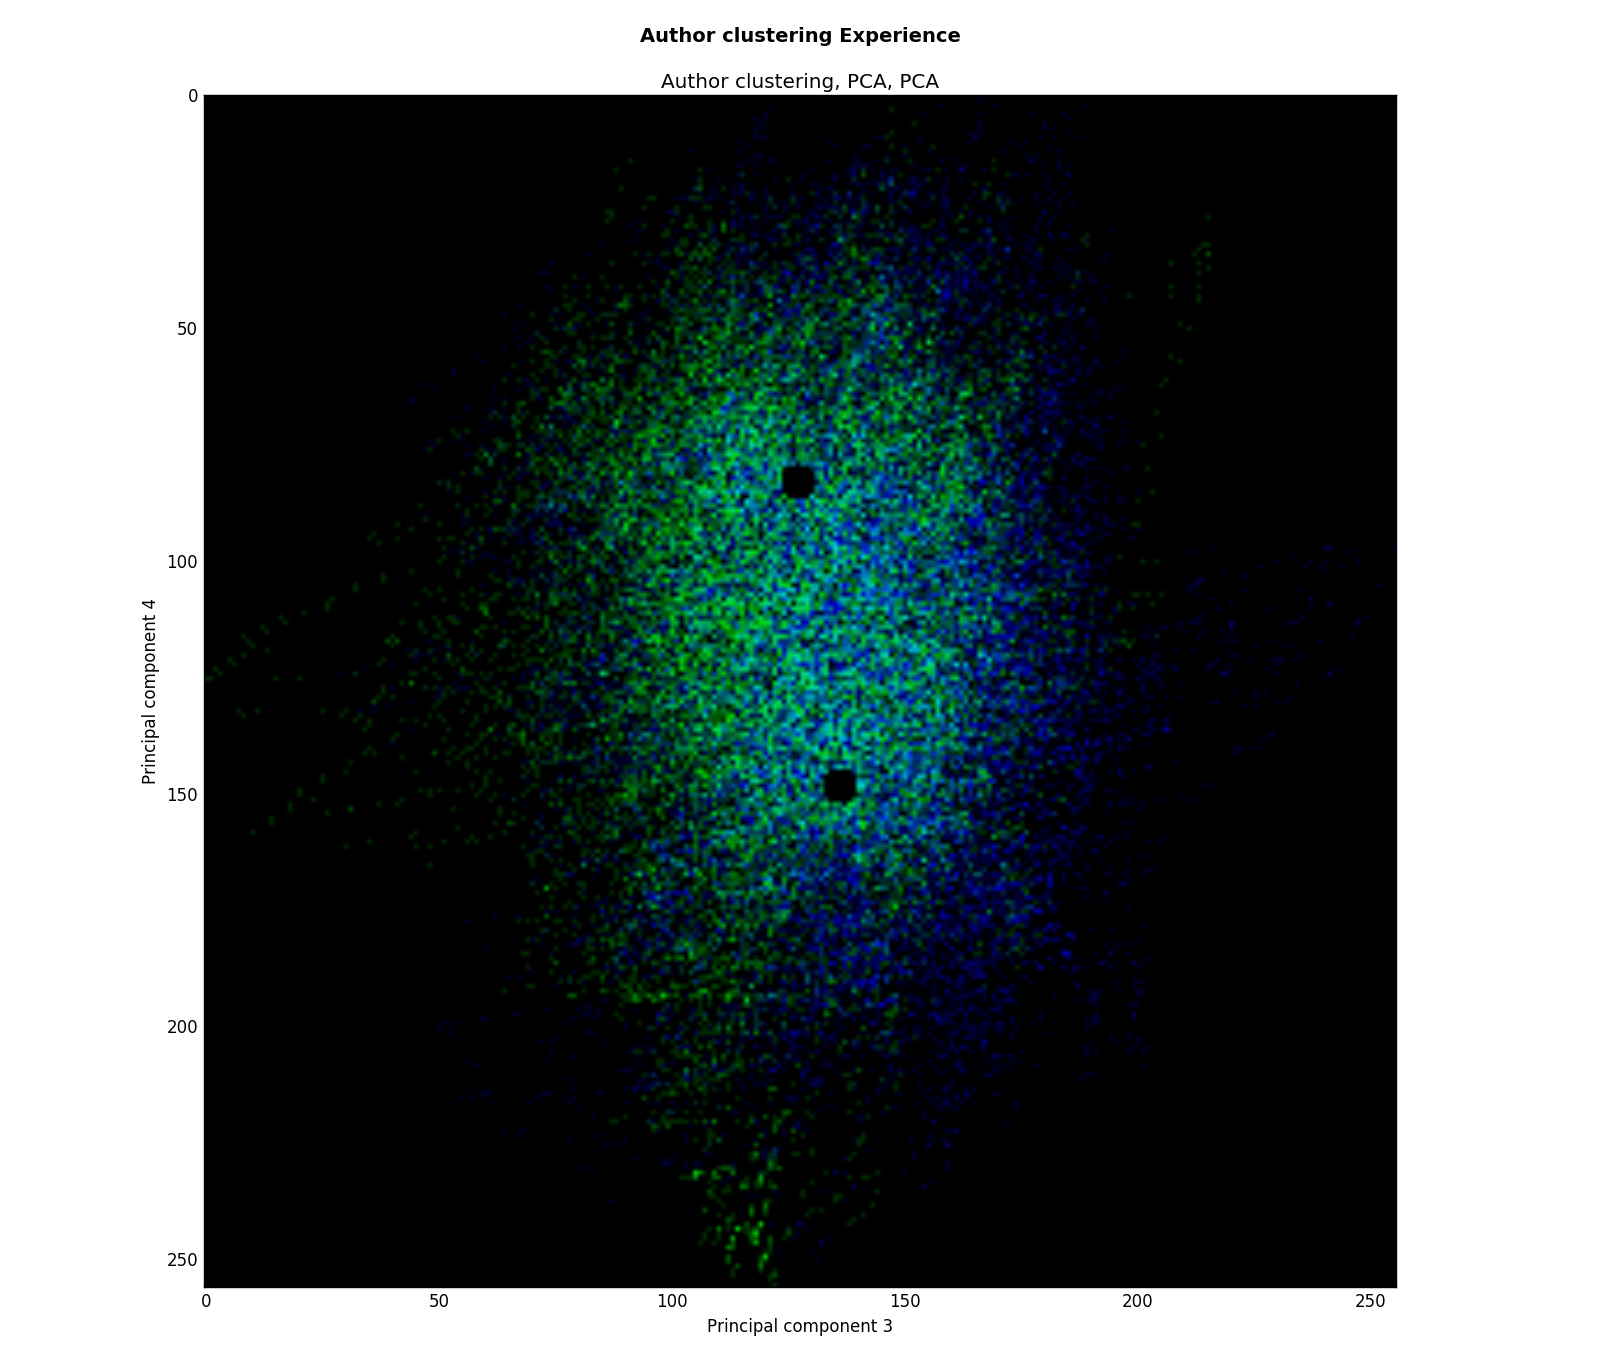 Author clustering Experience
Author clustering, PCA, PCA
0
50
100
150
200
250
Principal component 4
0 50 100 150 200 250
Principal component 3